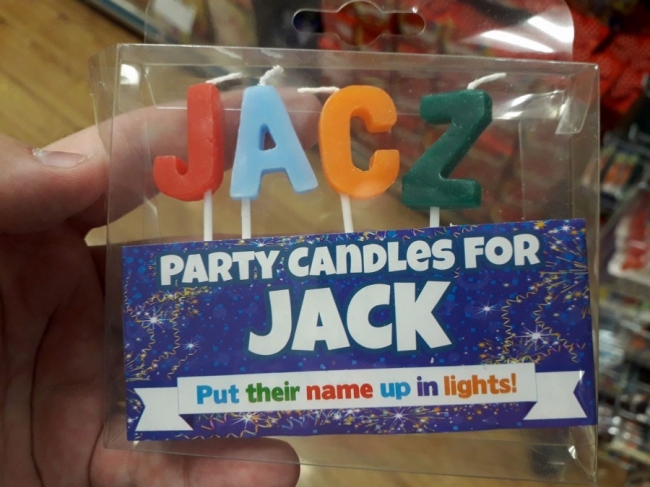 JACZ
PARTY CANDLES FOR
JACK
Put their name up in lights!